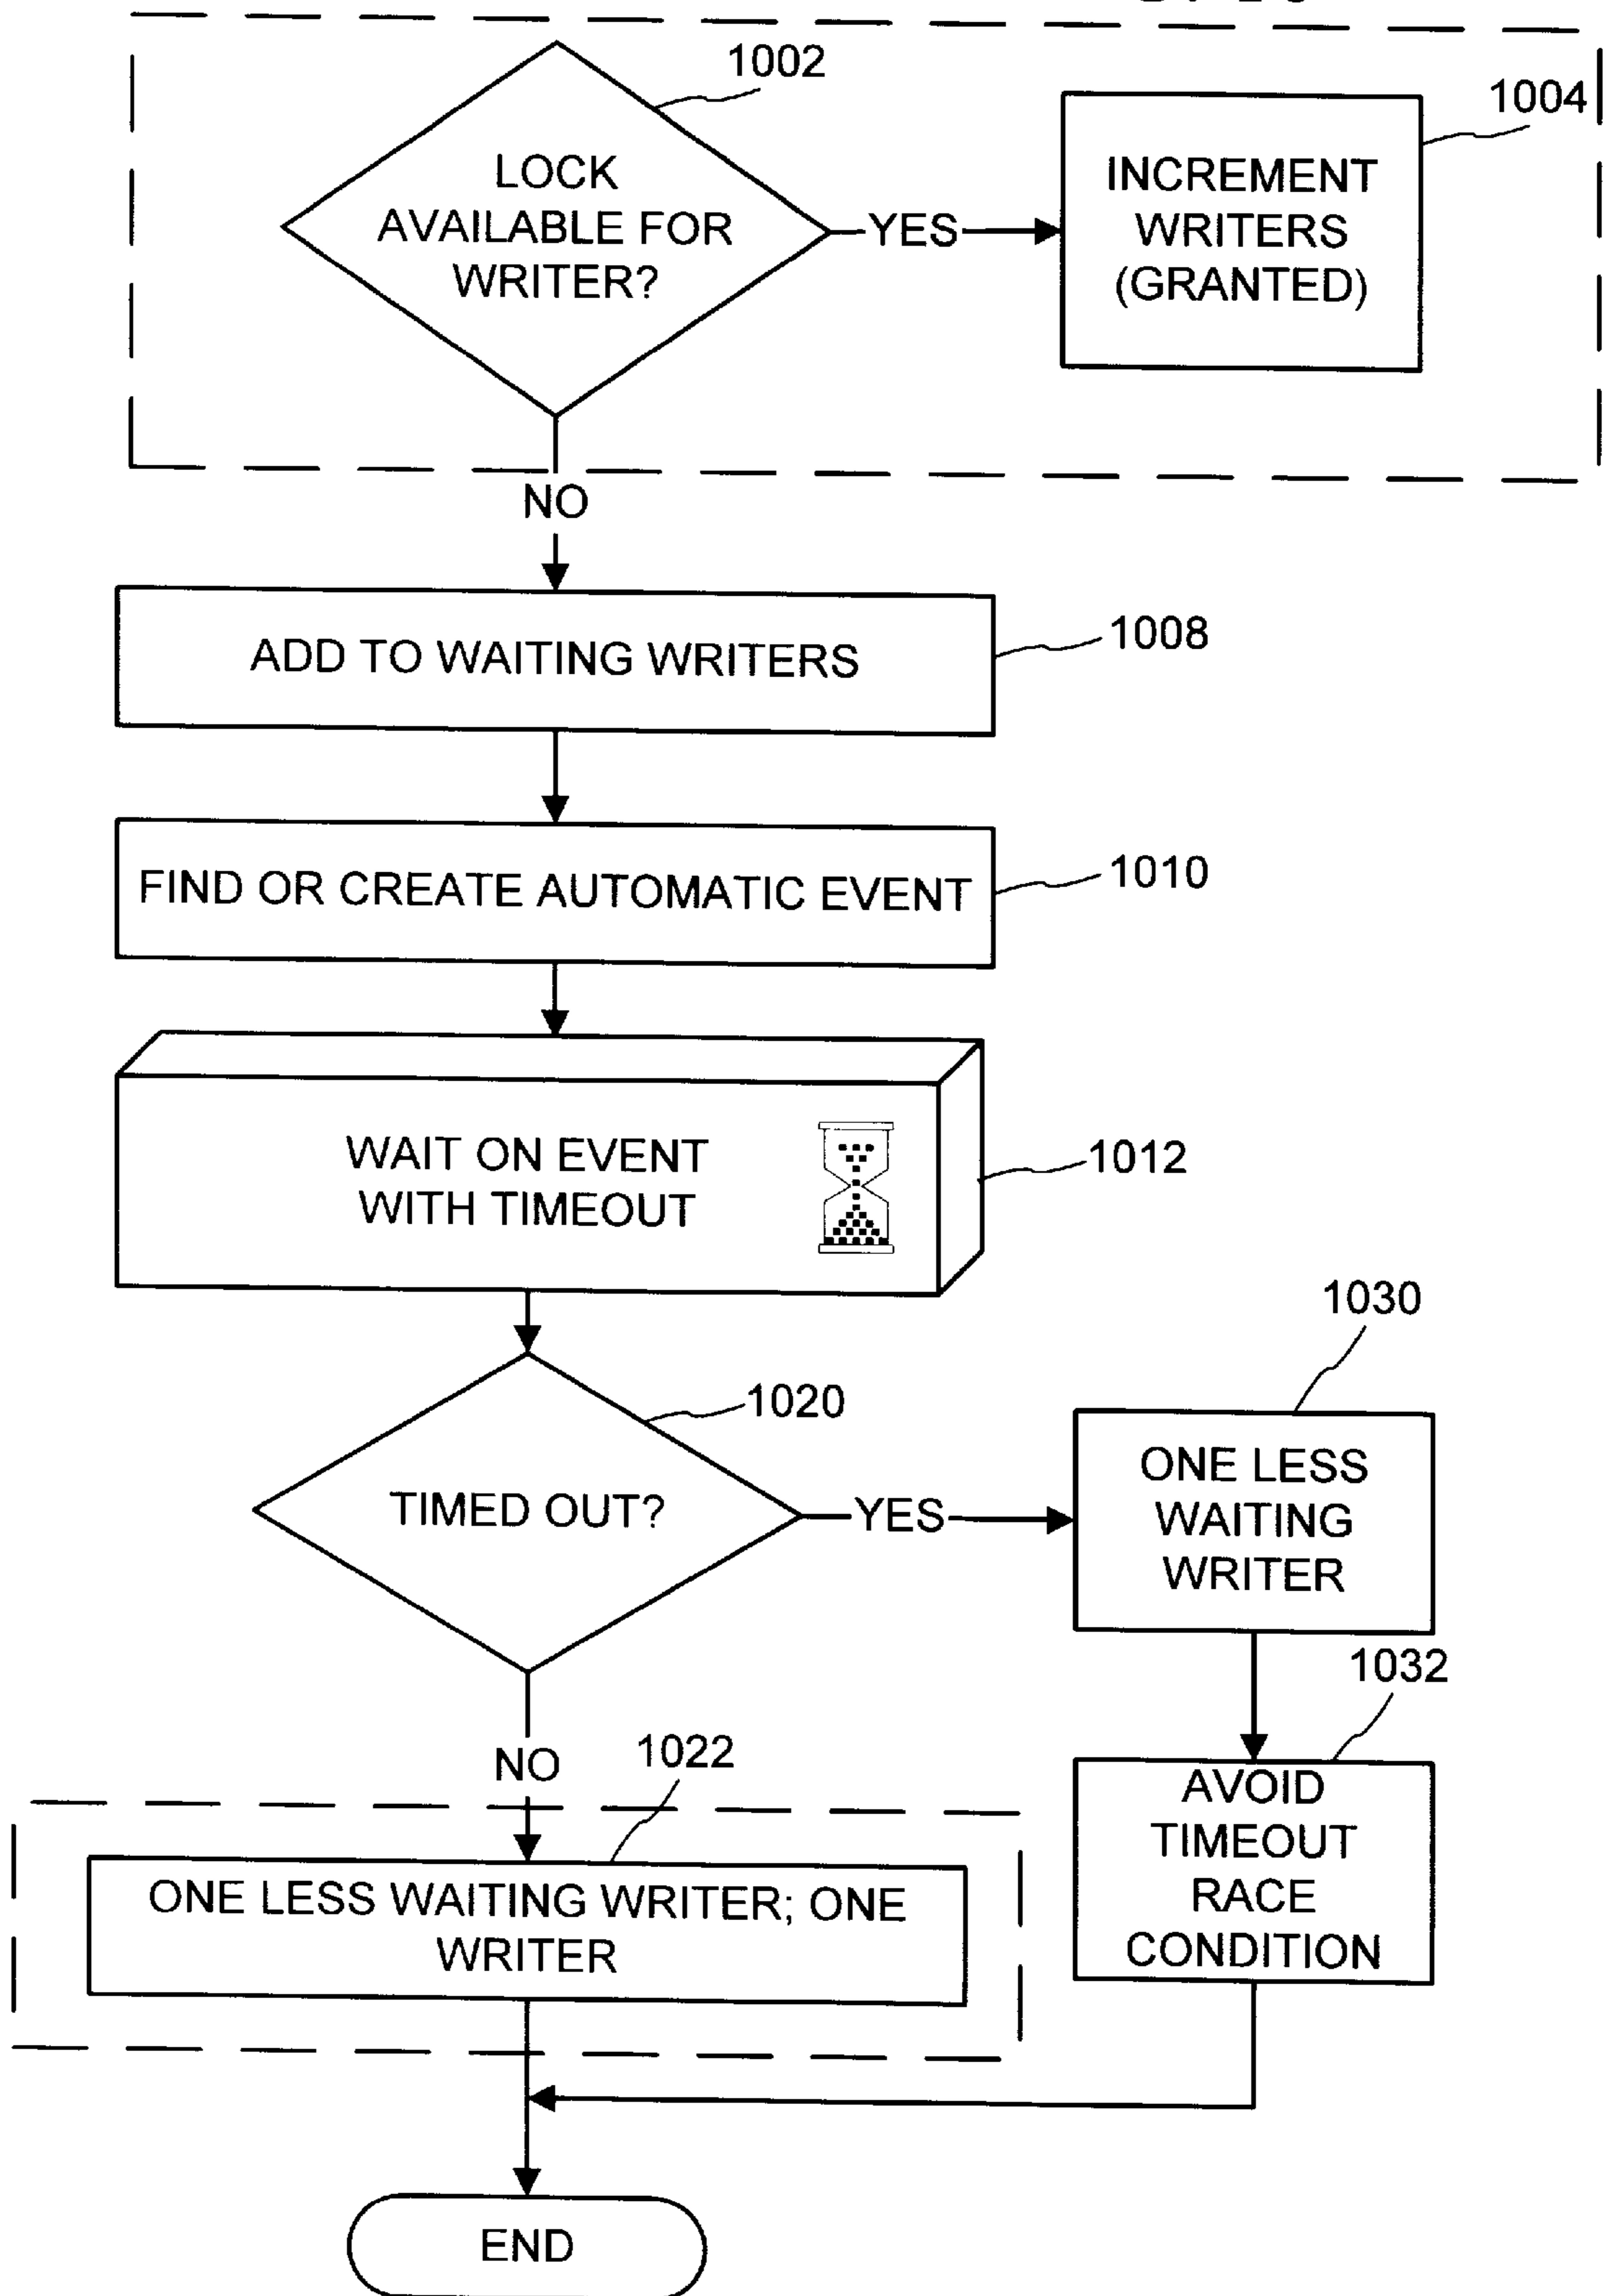 1002
1004
LOCK
AVAILABLE FOR
WRITER?
YES
INCREMENT
WRITERS
(GRANTED)
NO
ADD TO WAITING WRITERS
1008
FIND OR CREATE AUTOMATIC EVENT
1010
WAIT ON EVENT
WITH TIMEOUT
1012
1030
1020
TIMED OUT?
YES
ONE LESS
WAITING
WRITER
1032
NO
1022
AVOID
TIMEOUT
RACE
CONDITION
ONE LESS WAITING WRITER; ONE
WRITER
END